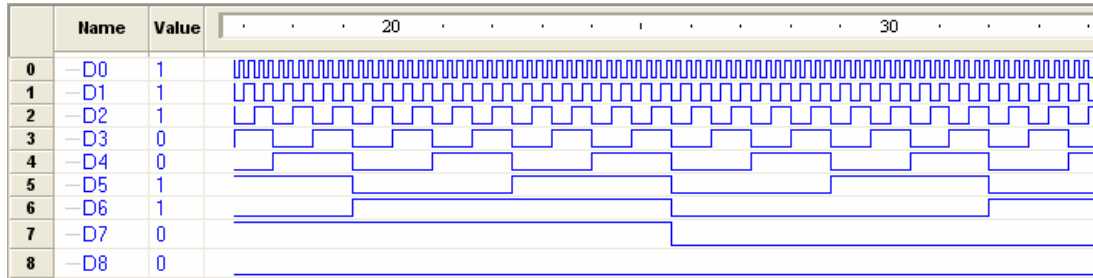 Name Value 20 30
0 D0 1
1 D1 1
2 D2 1
3 D3 0
4 D4 0
5 D5 1
6 D6 1
7 D7 0
8 D8 0